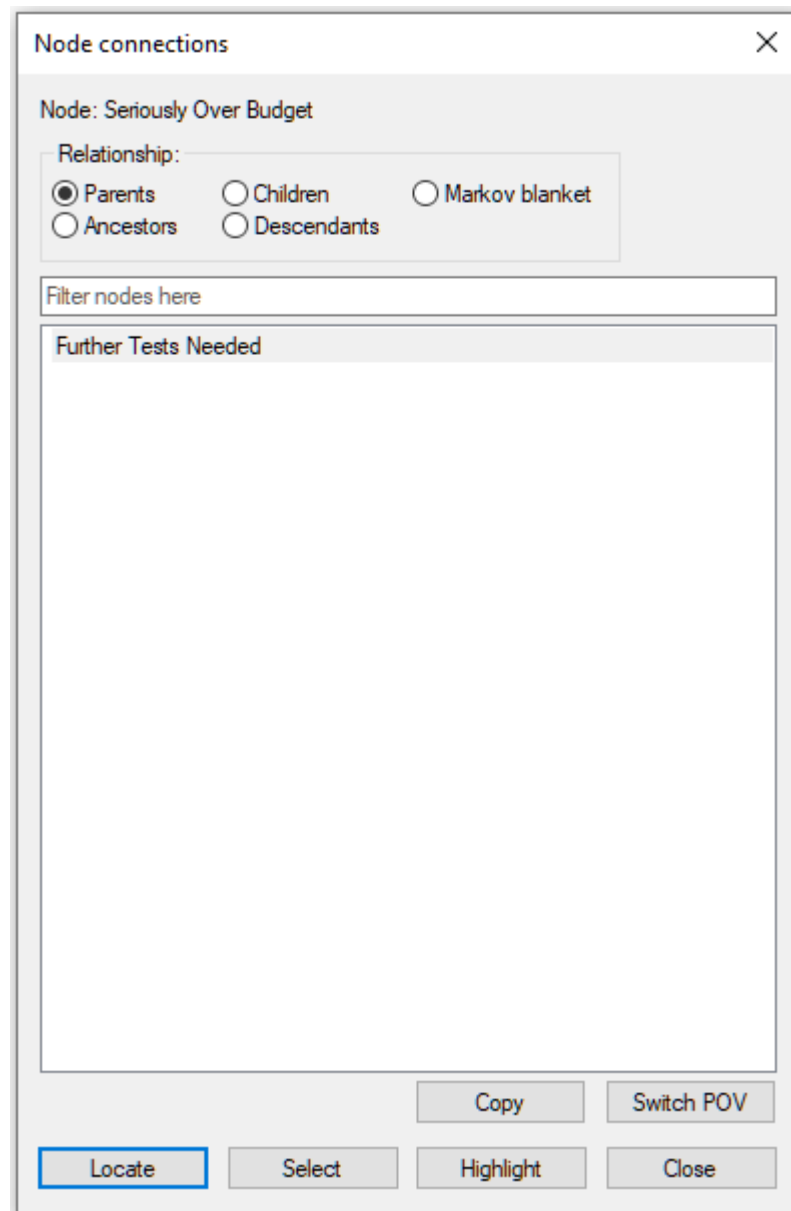 Node connections
Node: Seriously Over Budget
Relationship:
Parents Children Markov blanket
Ancestors Descendants
Filter nodes here
Further Tests Needed
Copy Switch POV
Locate Select Highlight Close